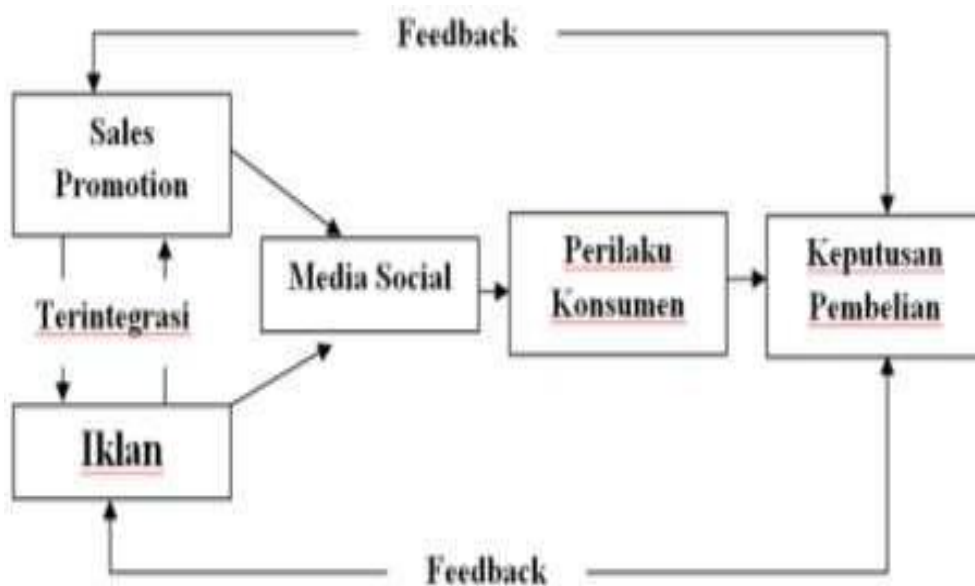 Feedback
Sales
Promotion
Terintegrasi
Iklan
Media Social
Perilaku
Konsumen
Keputusan
Pembelian
Feedback